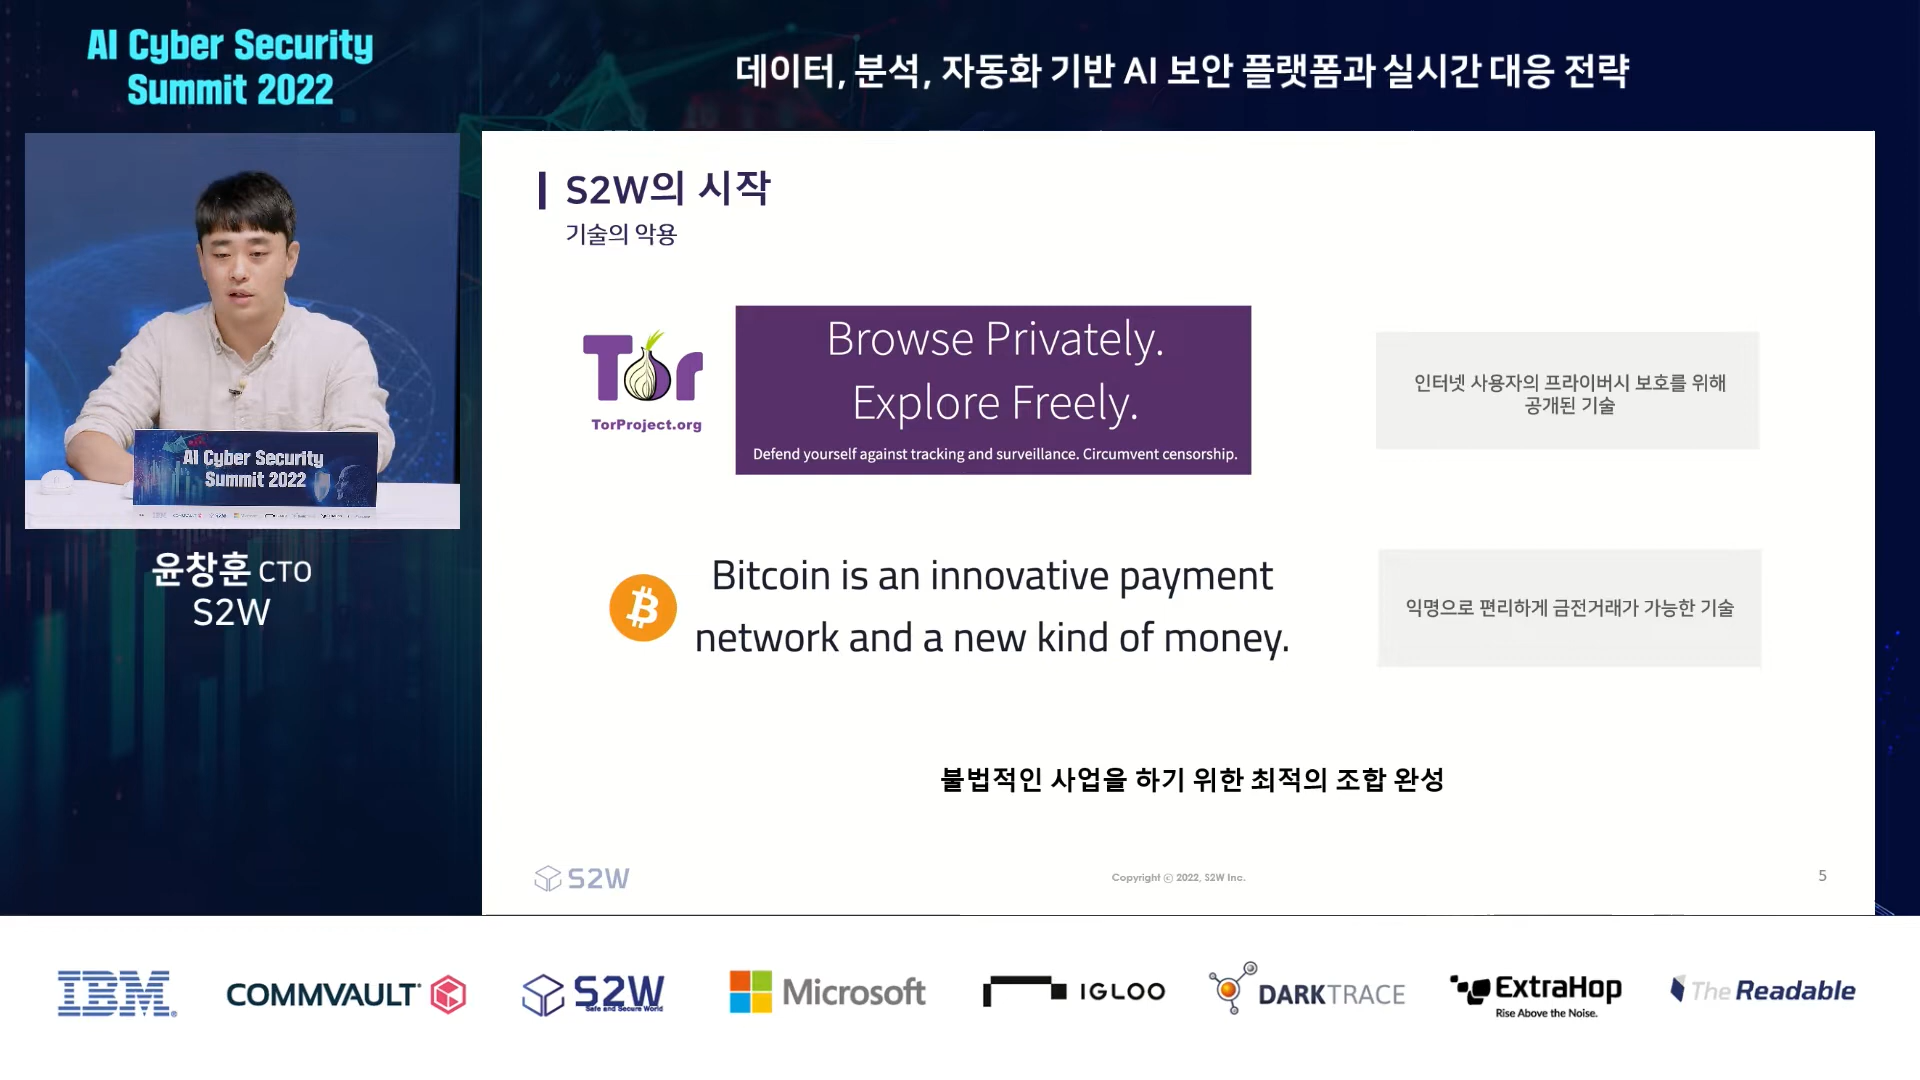 AI Cyber Security
Summit 2022
데이터, 분석, 자동화 기반 AI 보안 플랫폼과 실시간 대응 전략
AI Cyber Security
Summit 2022
윤창훈 CTO
S2W
S2W의 시작
기술의 악용
Tor
TorProject.org
Browse Privately.
Explore Freely.
Defend yourself against tracking and surveillance. Circumvent censorship.
인터넷 사용자의 프라이버시 보호를 위해
공개된 기술
Bitcoin is an innovative payment
network and a new kind of money.
익명으로 편리하게 금전거래가 가능한 기술
불법적인 사업을 하기 위한 최적의 조합 완성
S2W
Copyright ⓒ 2022, S2W Inc.
5
IBM
COMMVAULT
S2W
Safe and Secure World
Microsoft
IGLOO
DARKTRACE
ExtraHop
Rise Above the Noise.
The Readable